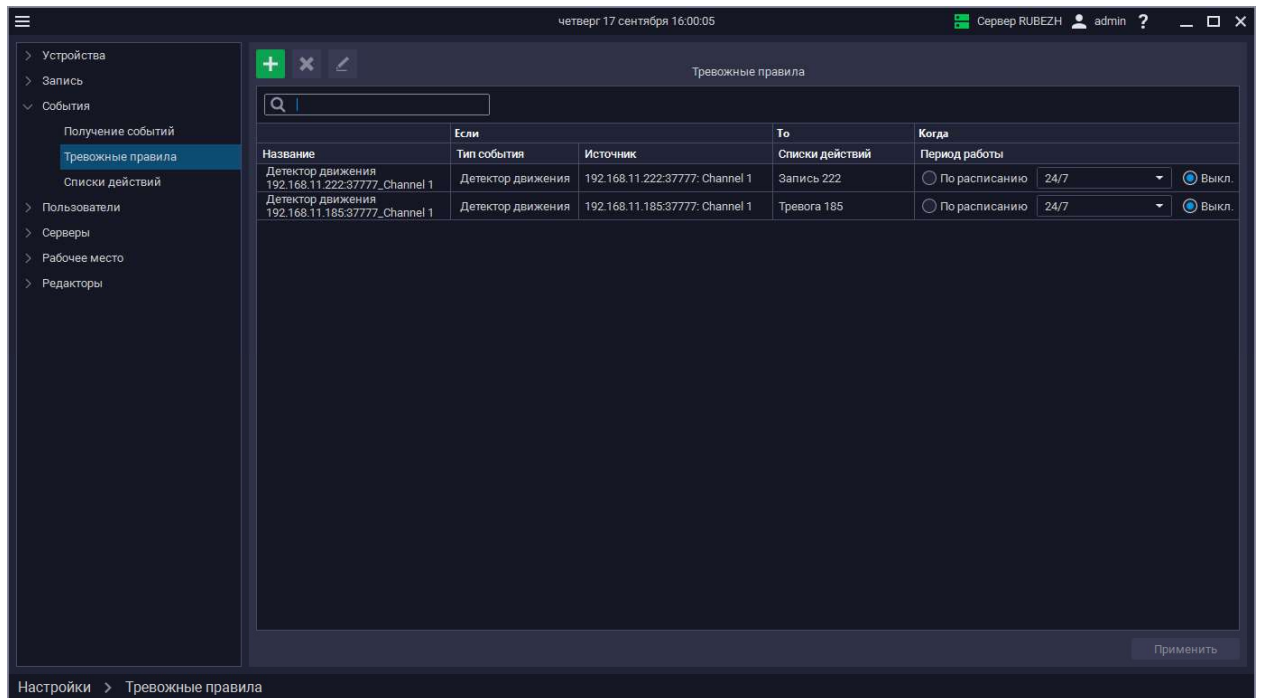 четверг 17 сентября 16:00:05
Сервер RUBEZH admin ?
Устройства
Запись
События
Получение событий
Тревожные правила
Списки действий
Пользователи
Серверы
Рабочее место
Редакторы
Тревожные правила
Если То Когда
Название Тип события Источник Списки действий Период работы
Детектор движения
192.168.11.222:37777_Channel 1 Детектор движения 192.168.11.222:37777: Channel 1 Запись 222 По расписанию 24/7 Выкл.
Детектор движения
192.168.11.185:37777_Channel 1 Детектор движения 192.168.11.185:37777: Channel 1 Тревога 185 По расписанию 24/7 Выкл.
Применить
Настройки > Тревожные правила